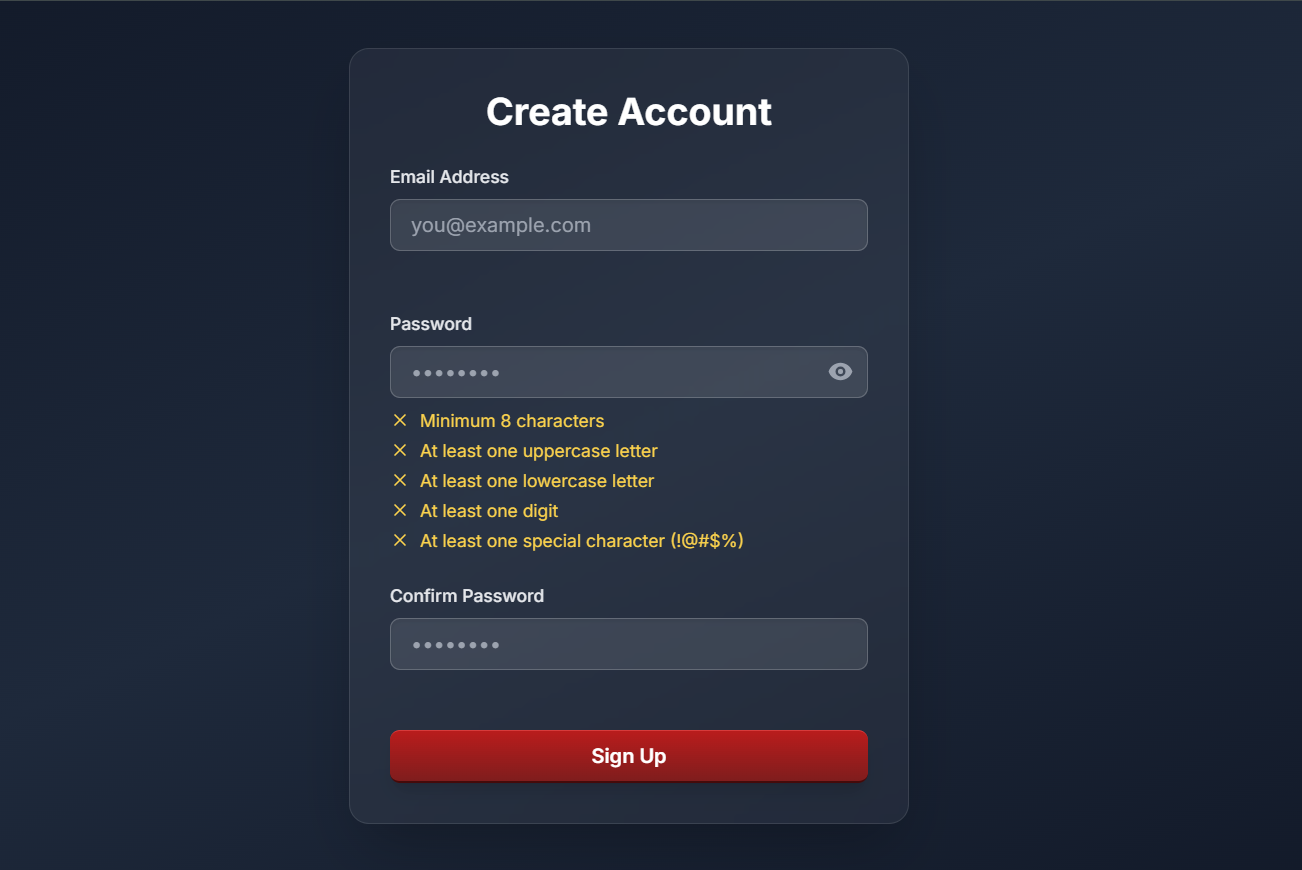 Create Account
Email Address
you@example.com
Password
••••••••
Minimum 8 characters
At least one uppercase letter
At least one lowercase letter
At least one digit
At least one special character (!@#$%)
Confirm Password
••••••••
Sign Up